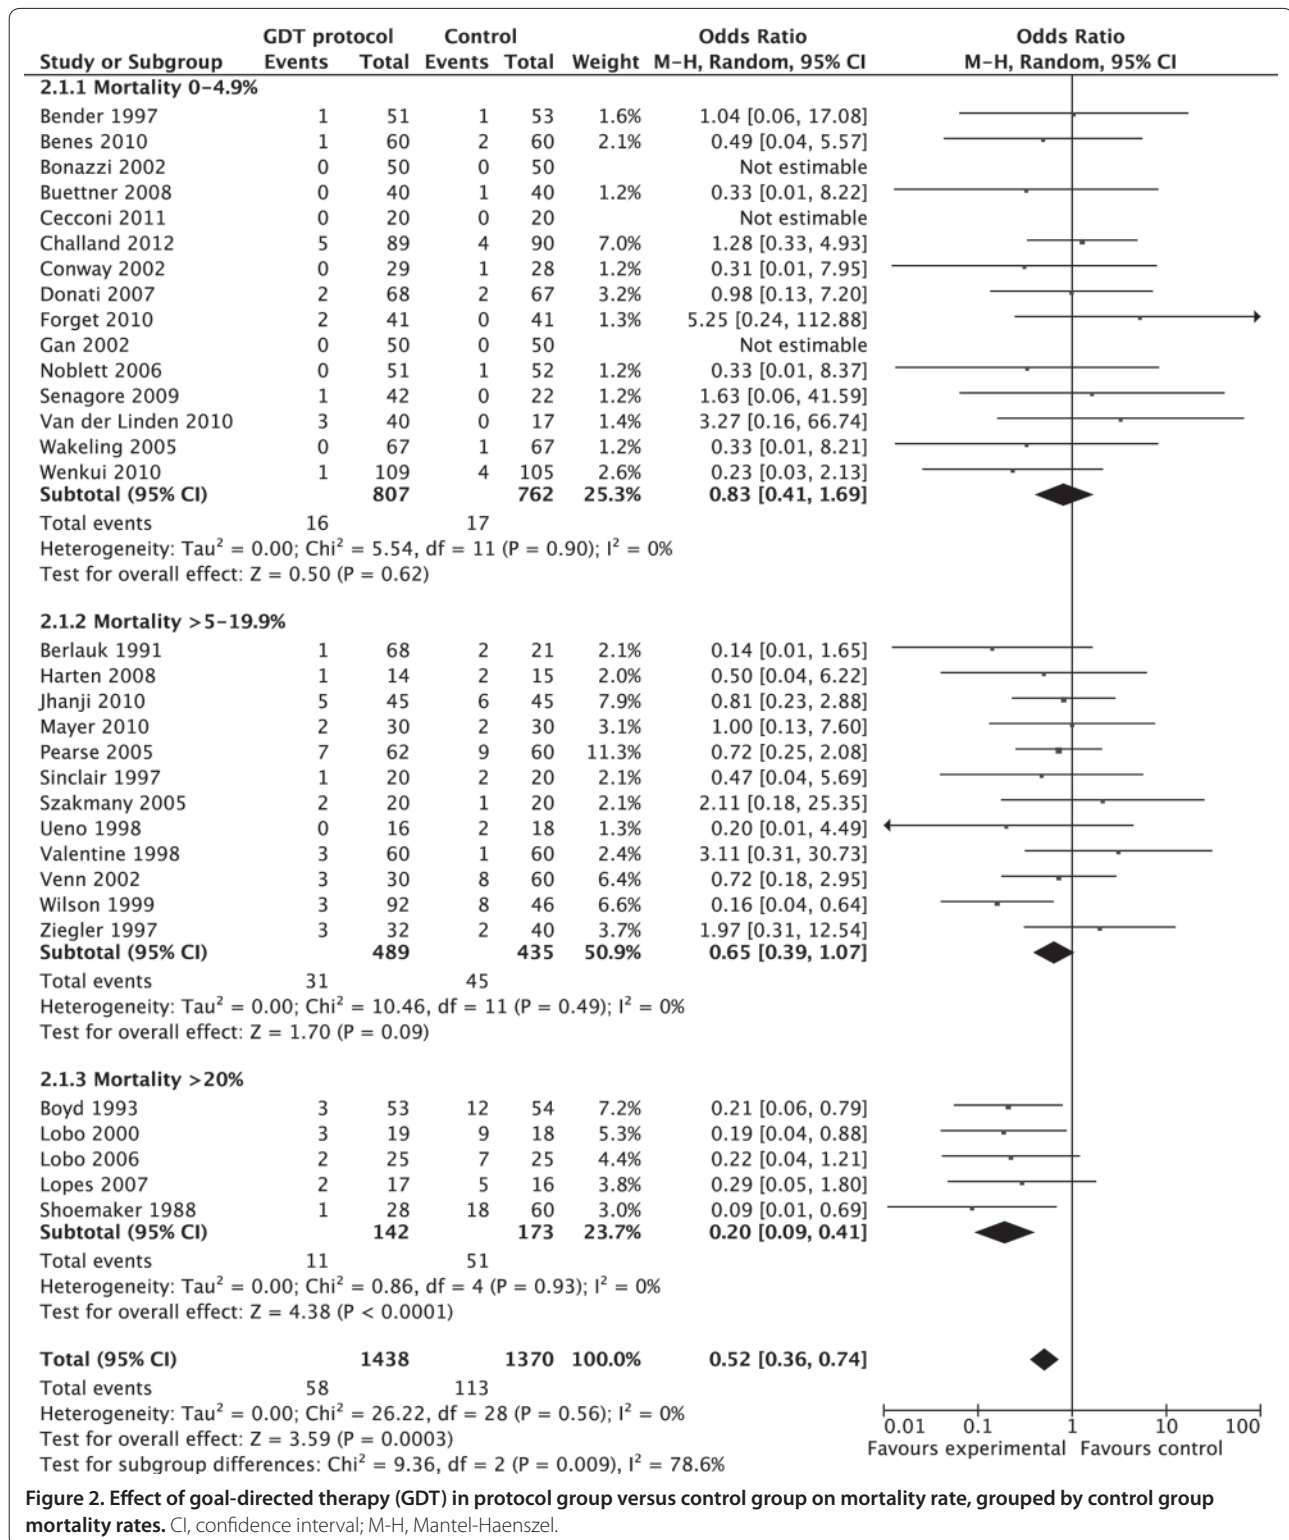 GDT protocol Control Odds Ratio Odds Ratio
Study or Subgroup Events Total Events Total Weight M-H, Random, 95% CI M-H, Random, 95% CI
2.1.1 Mortality 0-4.9%
Bender 1997 1 51 1 53 1.6% 1.04 [0.06, 17.08]
Benes 2010 1 60 2 60 2.1% 0.49 [0.04, 5.57]
Bonazzi 2002 0 50 0 50 Not estimable
Buettner 2008 0 40 1 40 1.2% 0.33 [0.01, 8.22]
Cecconi 2011 0 20 0 20 Not estimable
Challand 2012 5 89 4 90 7.0% 1.28 [0.33, 4.93]
Conway 2002 0 29 1 28 1.2% 0.31 [0.01, 7.95]
Donati 2007 2 68 2 67 3.2% 0.98 [0.13, 7.20]
Forget 2010 2 41 0 41 1.3% 5.25 [0.24, 112.88]
Gan 2002 0 50 0 50 Not estimable
Noblett 2006 0 51 1 52 1.2% 0.33 [0.01, 8.37]
Senagore 2009 1 42 0 22 1.2% 1.63 [0.06, 41.59]
Van der Linden 2010 3 40 0 17 1.4% 3.27 [0.16, 66.74]
Wakeling 2005 0 67 1 67 1.2% 0.33 [0.01, 8.21]
Wenkui 2010 1 109 4 105 2.6% 0.23 [0.03, 2.13]
Subtotal (95% CI) 807 762 25.3% 0.83 [0.41, 1.69]
Total events 16 17
Heterogeneity: Tau² = 0.00; Chi² = 5.54, df = 11 (P = 0.90); I² = 0%
Test for overall effect: Z = 0.50 (P = 0.62)
2.1.2 Mortality >5-19.9%
Berlauk 1991 1 68 2 21 2.1% 0.14 [0.01, 1.65]
Harten 2008 1 14 2 15 2.0% 0.50 [0.04, 6.22]
Jhanji 2010 5 45 6 45 7.9% 0.81 [0.23, 2.88]
Mayer 2010 2 30 2 30 3.1% 1.00 [0.13, 7.60]
Pearse 2005 7 62 9 60 11.3% 0.72 [0.25, 2.08]
Sinclair 1997 1 20 2 20 2.1% 0.47 [0.04, 5.69]
Szakmany 2005 2 20 1 20 2.1% 2.11 [0.18, 25.35]
Ueno 1998 0 16 2 18 1.3% 0.20 [0.01, 4.49]
Valentine 1998 3 60 1 60 2.4% 3.11 [0.31, 30.73]
Venn 2002 3 30 8 60 6.4% 0.72 [0.18, 2.95]
Wilson 1999 3 92 8 46 6.6% 0.16 [0.04, 0.64]
Ziegler 1997 3 32 2 40 3.7% 1.97 [0.31, 12.54]
Subtotal (95% CI) 489 435 50.9% 0.65 [0.39, 1.07]
Total events 31 45
Heterogeneity: Tau² = 0.00; Chi² = 10.46, df = 11 (P = 0.49); I² = 0%
Test for overall effect: Z = 1.70 (P = 0.09)
2.1.3 Mortality >20%
Boyd 1993 3 53 12 54 7.2% 0.21 [0.06, 0.79]
Lobo 2000 3 19 9 18 5.3% 0.19 [0.04, 0.88]
Lobo 2006 2 25 7 25 4.4% 0.22 [0.04, 1.21]
Lopes 2007 2 17 5 16 3.8% 0.29 [0.05, 1.80]
Shoemaker 1988 1 28 18 60 3.0% 0.09 [0.01, 0.69]
Subtotal (95% CI) 142 173 23.7% 0.20 [0.09, 0.41]
Total events 11 51
Heterogeneity: Tau² = 0.00; Chi² = 0.86, df = 4 (P = 0.93); I² = 0%
Test for overall effect: Z = 4.38 (P < 0.0001)
Total (95% CI) 1438 1370 100.0% 0.52 [0.36, 0.74]
Total events 58 113
Heterogeneity: Tau² = 0.00; Chi² = 26.22, df = 28 (P = 0.56); I² = 0%
Test for overall effect: Z = 3.59 (P = 0.0003)
Test for subgroup differences: Chi² = 9.36, df = 2 (P = 0.009), I² = 78.6%
0.01 0.1 1 10 100
Favours experimental Favours control
Figure 2. Effect of goal-directed therapy (GDT) in protocol group versus control group on mortality rate, grouped by control group
mortality rates. CI, confidence interval; M-H, Mantel-Haenszel.